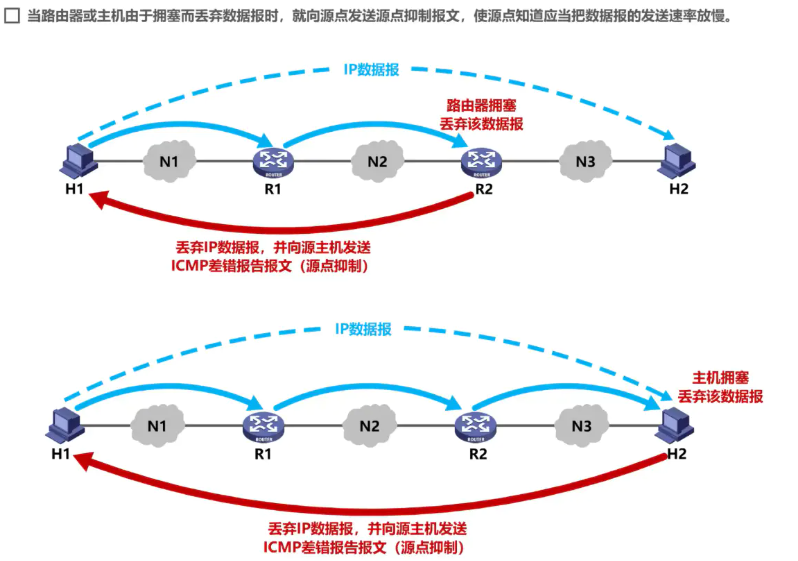 当路由器或主机由于拥塞而丢弃数据报时，就向源点发送源点抑制报文，使源点知道应当把数据报的发送速率放慢。
IP数据报
路由器拥塞
丢弃该数据报
N1
N2
N3
ROUTER
ROUTER
H1
R1
R2
H2
丢弃IP数据报，并向源主机发送
ICMP差错报告报文（源点抑制）
IP数据报
主机拥塞
丢弃该数据报
N1
N2
N3
ROUTER
ROUTER
H1
R1
R2
H2
丢弃IP数据报，并向源主机发送
ICMP差错报告报文（源点抑制）